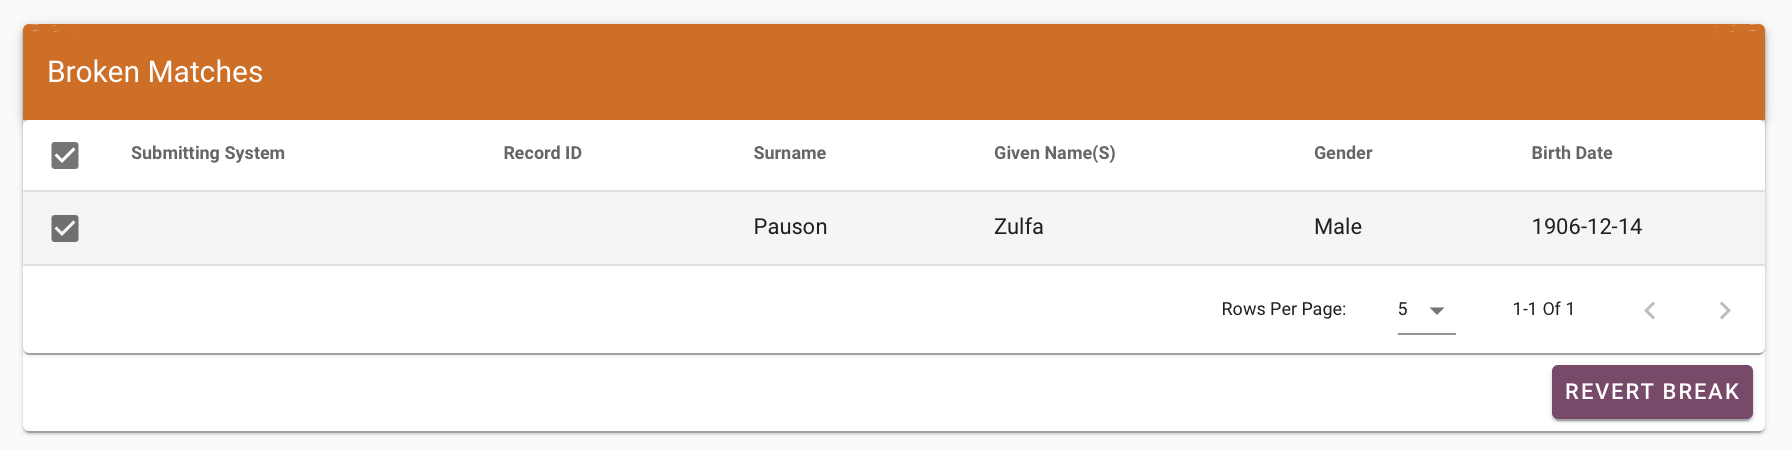 Broken Matches
Submitting System Record ID Surname Given Name(S) Gender Birth Date
Pauson Zulfa Male 1906-12-14
Rows Per Page: 5 1-1 Of 1
REVERT BREAK